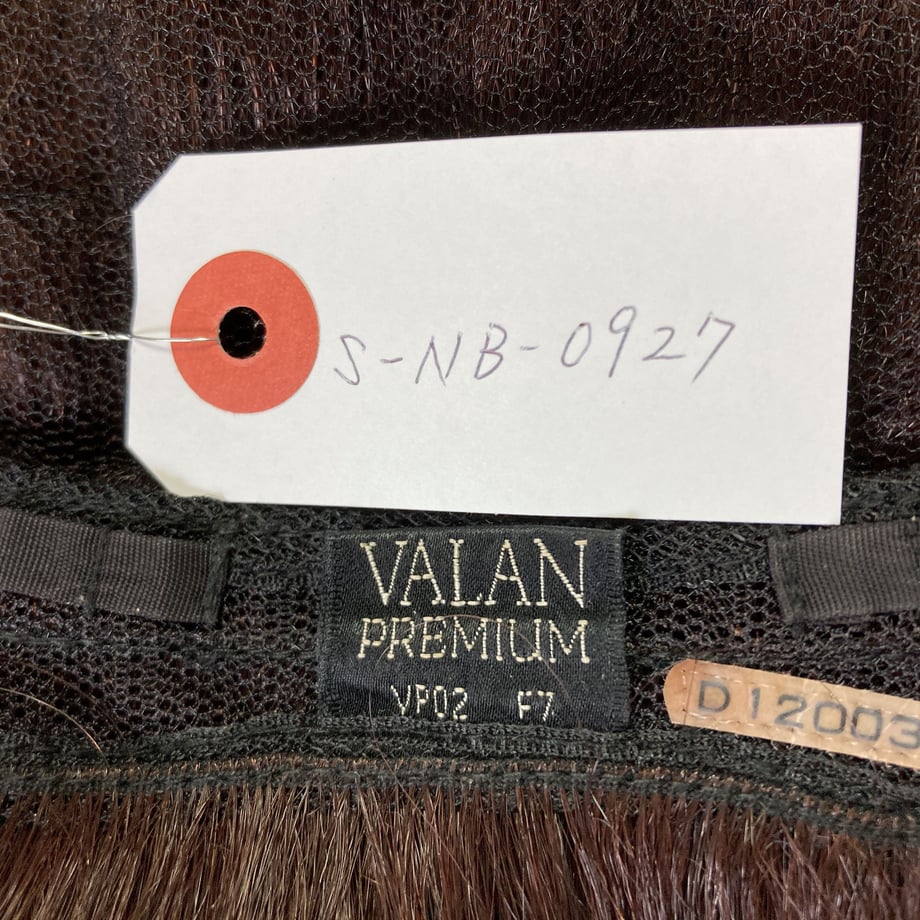 S-NB-0927
VALAN
PREMIUM
VP02 F7
D12003